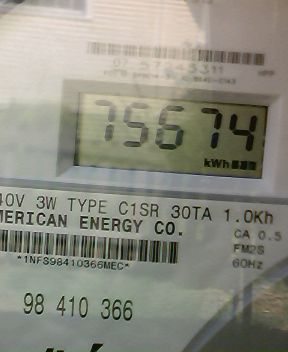 75674
kWh
40V 3W TYPE C1SR 30TA 1.0Kh
MERICAN ENERGY CO.
CA 0.5
FM2S
60Hz
*1NFS98410366MEC*
98 410 366